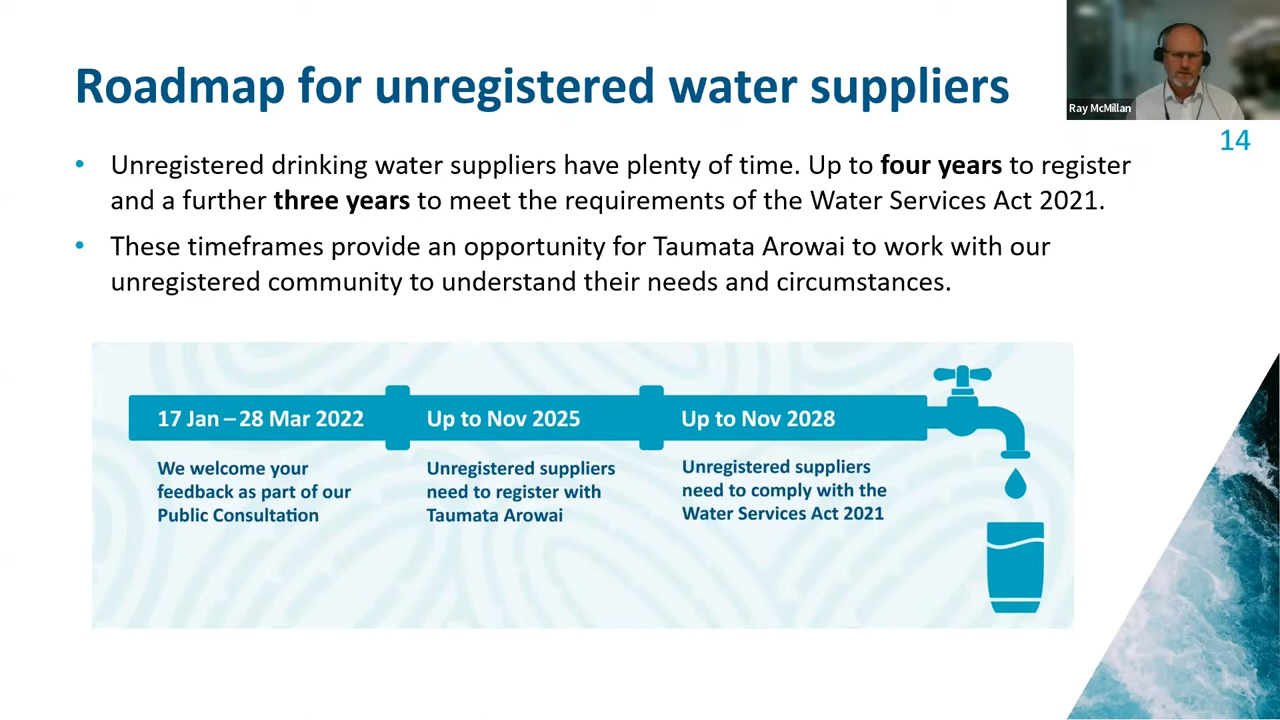 Roadmap for unregistered water suppliers
Ray McMillan
14
• Unregistered drinking water suppliers have plenty of time. Up to four years to register
and a further three years to meet the requirements of the Water Services Act 2021.
• These timeframes provide an opportunity for Taumata Arowai to work with our
unregistered community to understand their needs and circumstances.
17 Jan – 28 Mar 2022
We welcome your
feedback as part of our
Public Consultation
Up to Nov 2025
Unregistered suppliers
need to register with
Taumata Arowai
Up to Nov 2028
Unregistered suppliers
need to comply with the
Water Services Act 2021